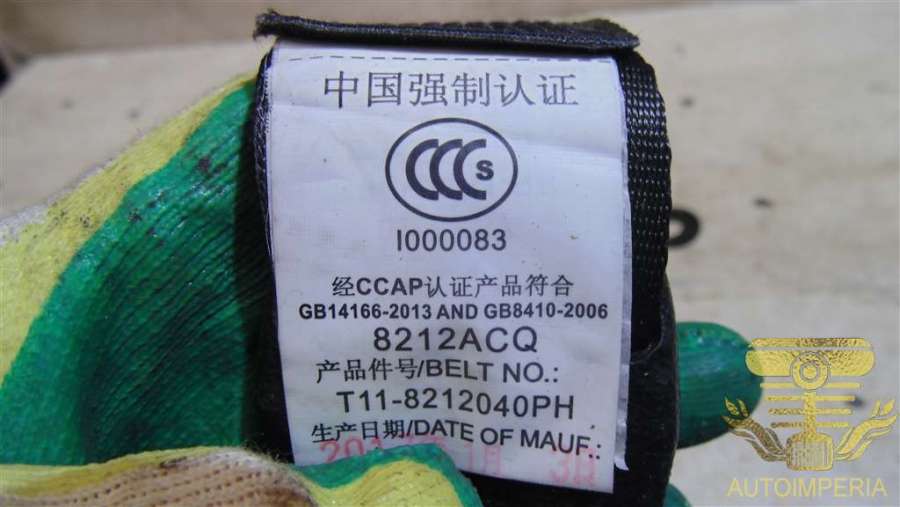 中国强制认证
CCC S
I000083
经CCAP认证产品符合
GB14166-2013 AND GB8410-2006
8212ACQ
产品件号/BELT NO.:
T11-8212040PH
生产日期/DATE OF MAUF.:
AUTOIMPERIA